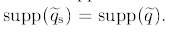 supp(q̃ₛ) = supp(q̃).